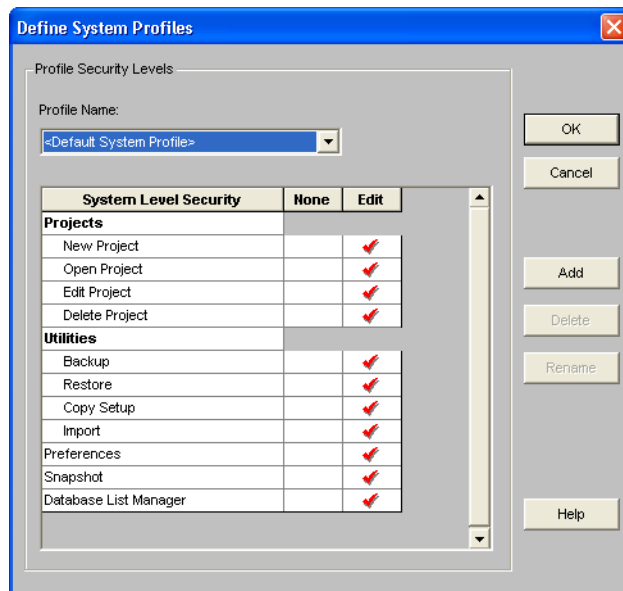 Define System Profiles
Profile Security Levels
Profile Name:
<Default System Profile>
OK
Cancel
System Level Security None Edit
Projects
New Project
Open Project
Edit Project
Delete Project
Add
Delete
Rename
Utilities
Backup
Restore
Copy Setup
Import
Preferences
Snapshot
Database List Manager
Help